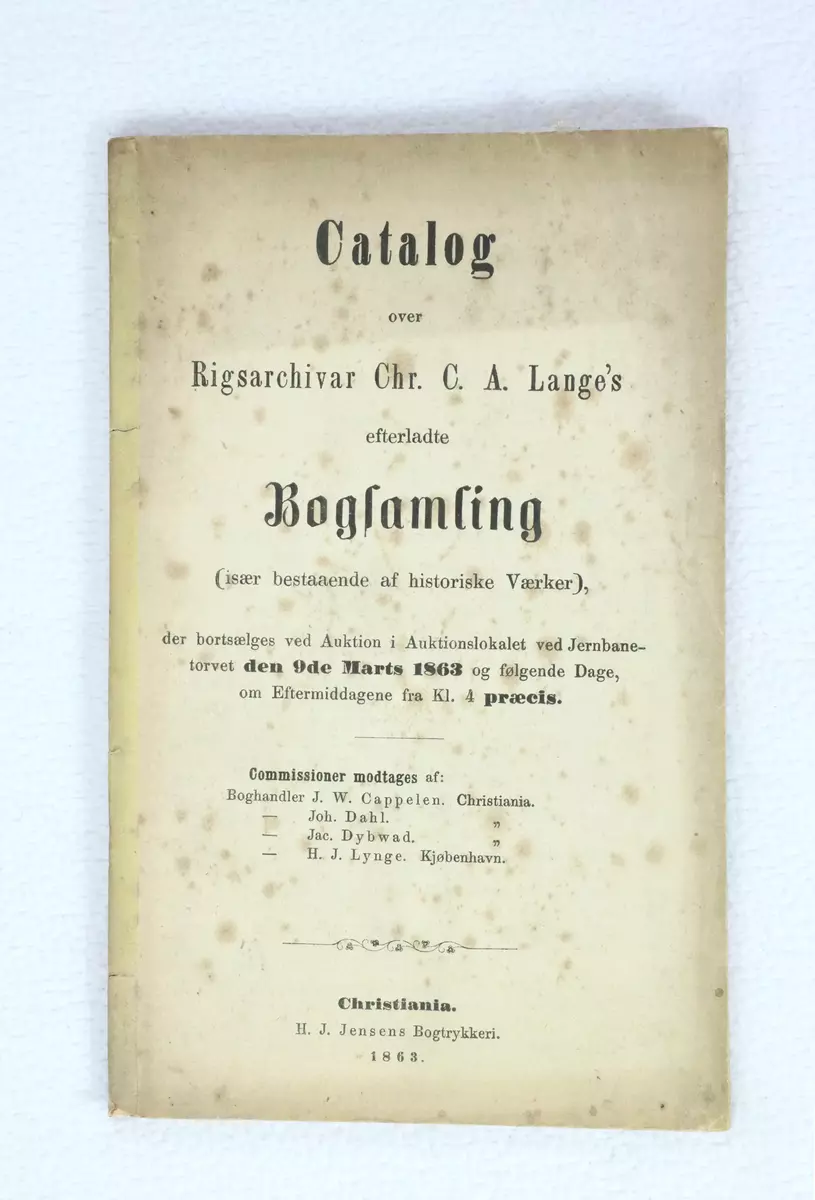 Catalog
over
Rigsarchivar Chr. C. A. Lange's
efterladte
Bogſamling
(især bestaaende af historiske Værker),
der bortsælges ved Auktion i Auktionslokalet ved Jernbane-
torvet den 9de Marts 1863 og følgende Dage,
om Eftermiddagene fra Kl. 4 præcis.
Commissioner modtages af:
Boghandler J. W. Cappelen. Christiania.
— Joh. Dahl. „
— Jac. Dybwad. „
— H. J. Lynge. Kjøbenhavn.
Christiania.
H. J. Jensens Bogtrykkeri.
1863.